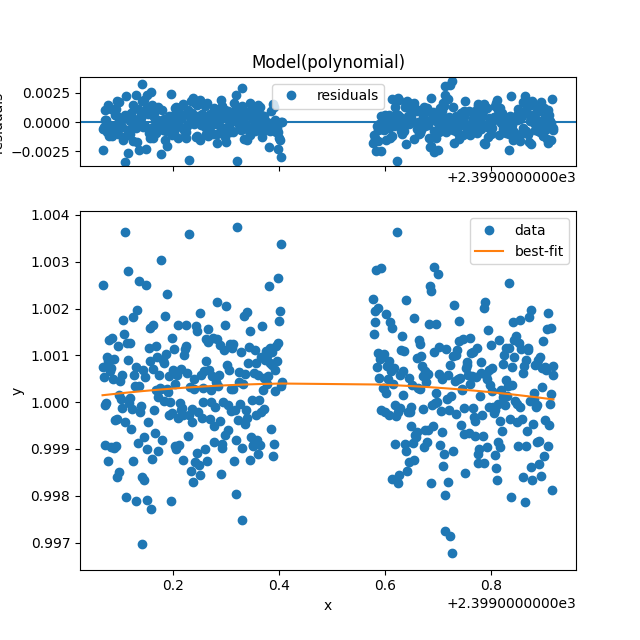 Model(polynomial)
0.0025
0.0000
−0.0025
residuals
+2.3990000000e3
1.004
1.003
1.002
1.001
1.000
0.999
0.998
0.997
y
data
best-fit
0.2
0.4
0.6
0.8
x
+2.3990000000e3